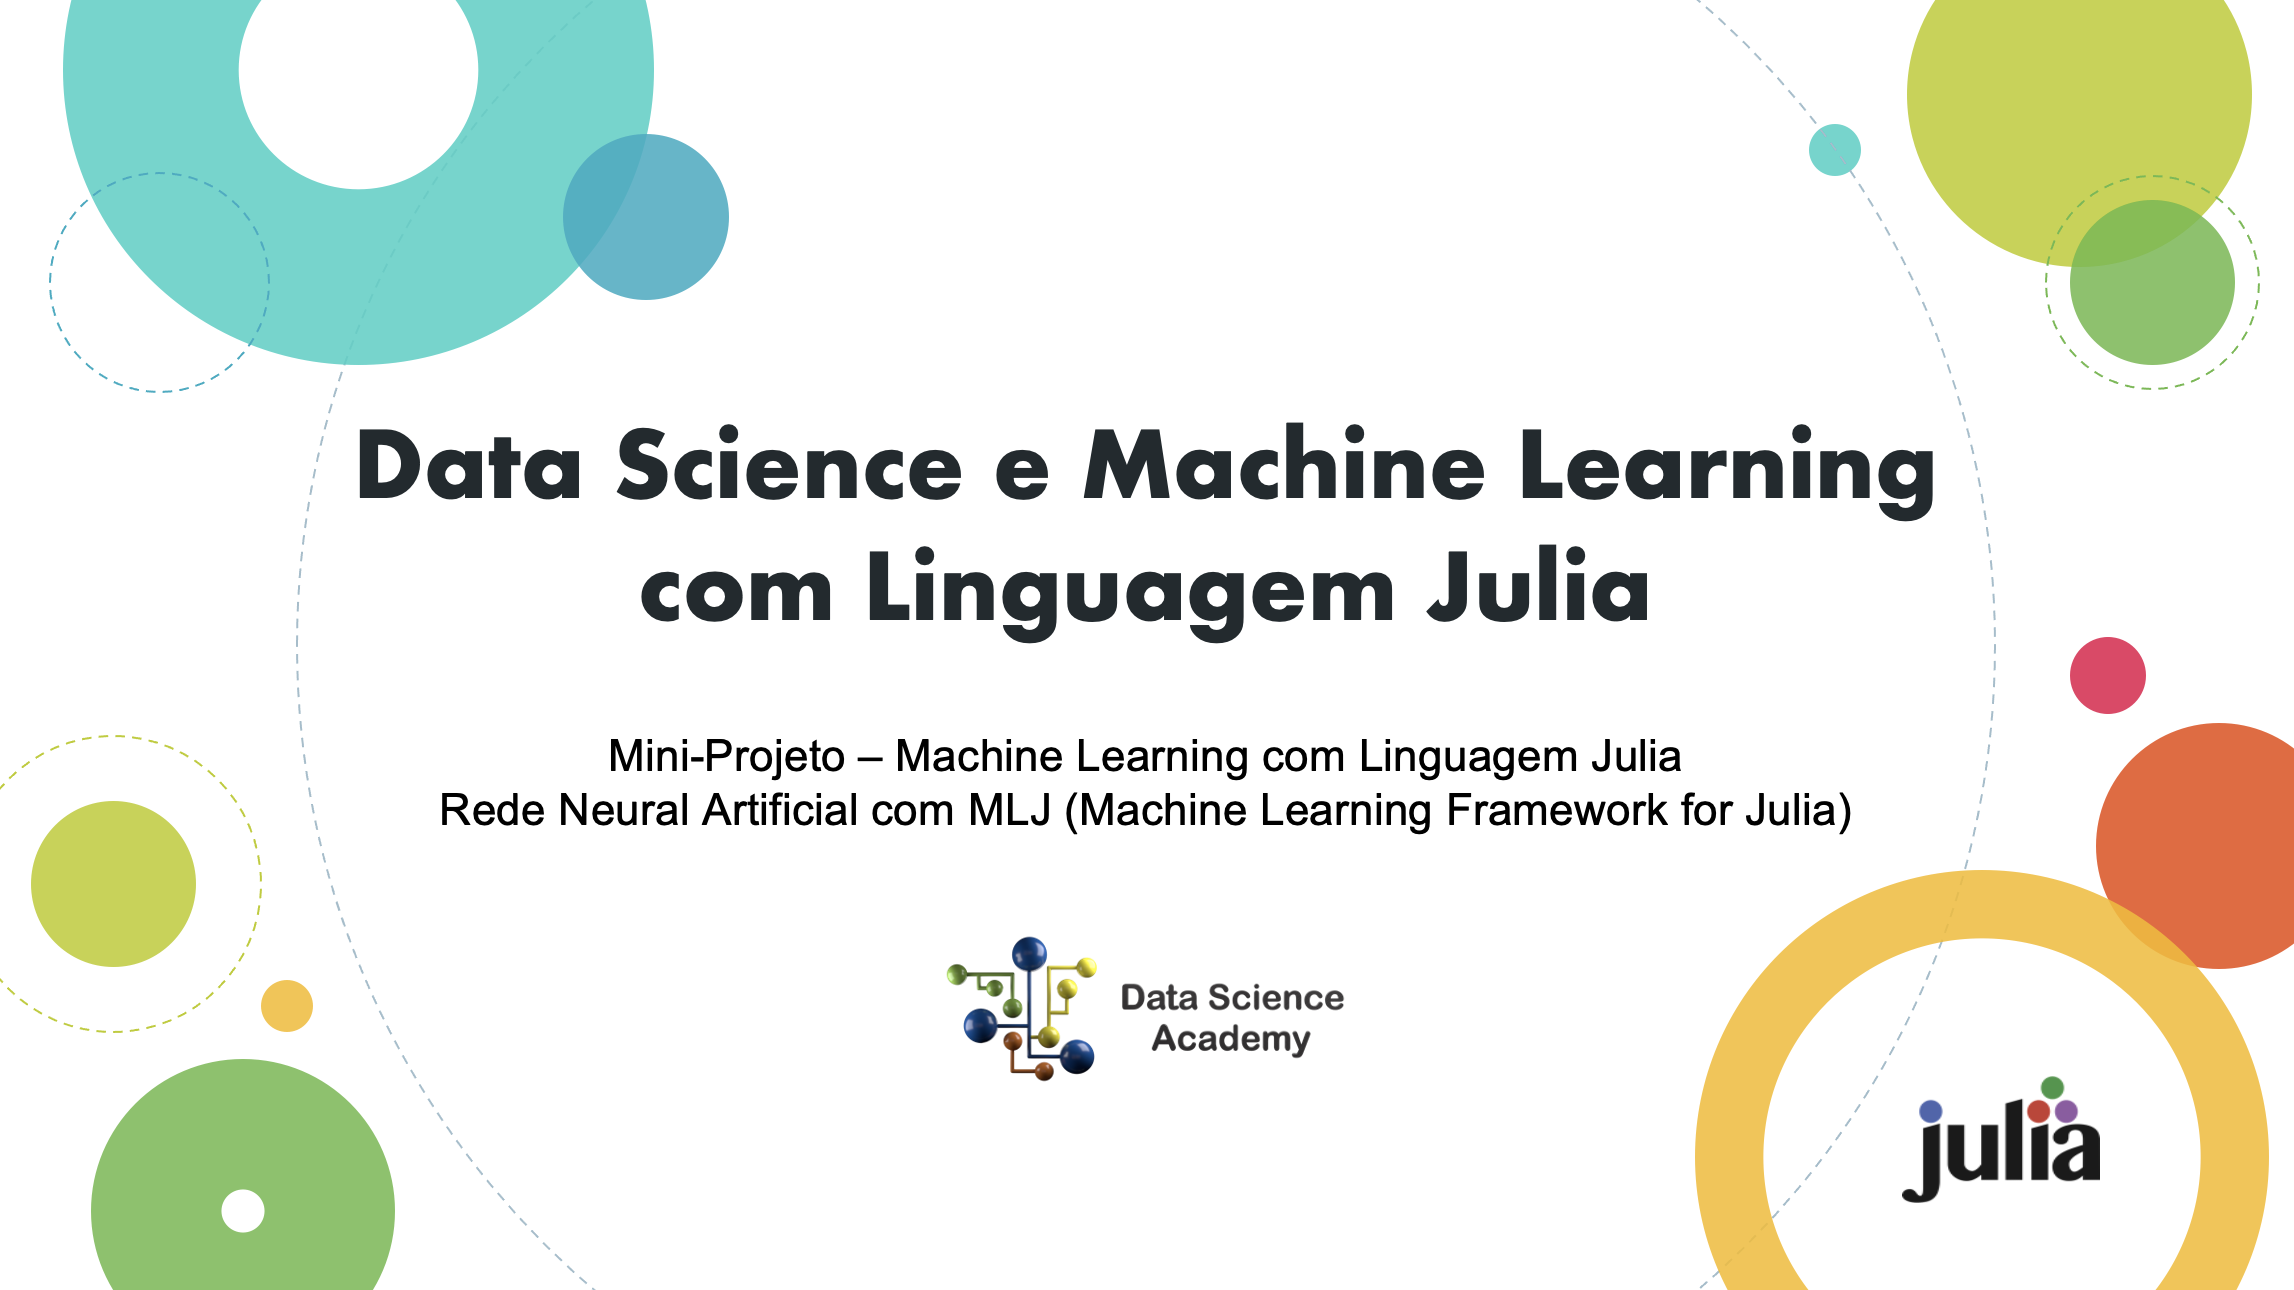 Data Science e Machine Learning
com Linguagem Julia
Mini-Projeto – Machine Learning com Linguagem Julia
Rede Neural Artificial com MLJ (Machine Learning Framework for Julia)
Data Science
Academy
julia